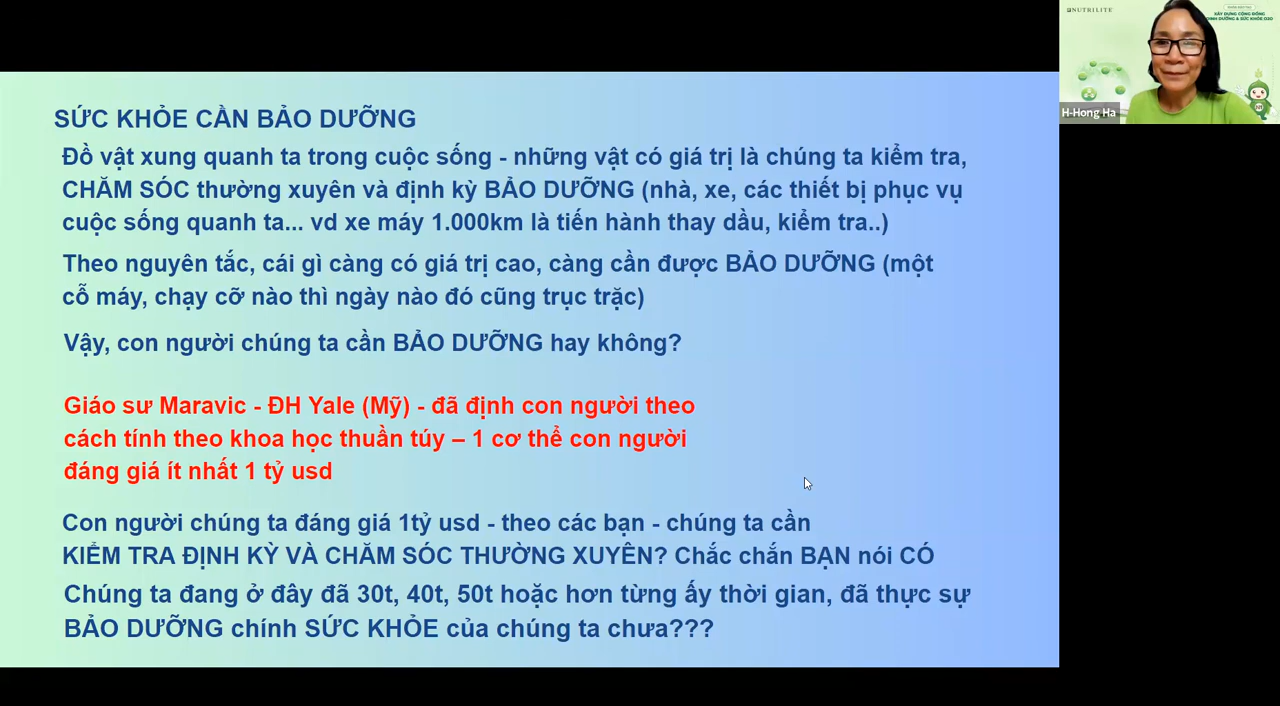 SỨC KHỎE CẦN BẢO DƯỠNG
Đồ vật xung quanh ta trong cuộc sống - những vật có giá trị là chúng ta kiểm tra,
CHĂM SÓC thường xuyên và định kỳ BẢO DƯỠNG (nhà, xe, các thiết bị phục vụ
cuộc sống quanh ta... vd xe máy 1.000km là tiến hành thay dầu, kiểm tra..)
Theo nguyên tắc, cái gì càng có giá trị cao, càng cần được BẢO DƯỠNG (một
cỗ máy, chạy cỡ nào thì ngày nào đó cũng trục trặc)
Vậy, con người chúng ta cần BẢO DƯỠNG hay không?
Giáo sư Maravic - ĐH Yale (Mỹ) - đã định con người theo
cách tính theo khoa học thuần túy – 1 cơ thể con người
đáng giá ít nhất 1 tỷ usd
Con người chúng ta đáng giá 1tỷ usd - theo các bạn - chúng ta cần
KIỂM TRA ĐỊNH KỲ VÀ CHĂM SÓC THƯỜNG XUYÊN? Chắc chắn BẠN nói CÓ
Chúng ta đang ở đây đã 30t, 40t, 50t hoặc hơn từng ấy thời gian, đã thực sự
BẢO DƯỠNG chính SỨC KHỎE của chúng ta chưa???
NUTRILITE
XÂY DỰNG CỘNG ĐỒNG
DINH DƯỠNG & SỨC KHỎE O2O
H-Hong Ha